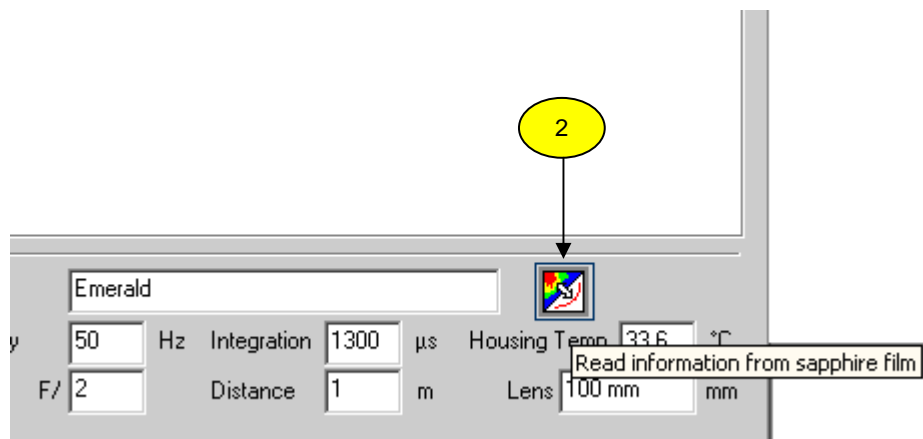 2
Emerald
y 50 Hz Integration 1300 µs Housing Temp 33.6 °C
Read information from sapphire film
F/ 2 Distance 1 m Lens 100 mm mm